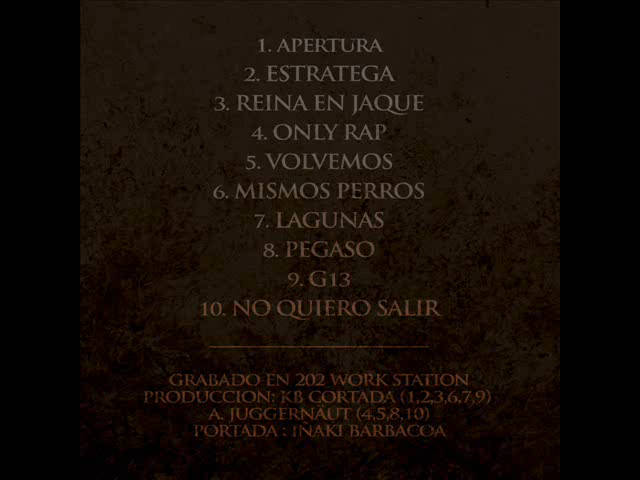 1. APERTURA
2. ESTRATEGA
3. REINA EN JAQUE
4. ONLY RAP
5. VOLVEMOS
6. MISMOS PERROS
7. LAGUNAS
8. PEGASO
9. G13
10. NO QUIERO SALIR
GRABADO EN 202 WORK STATION
PRODUCCION: KB CORTADA (1,2,3,6,7,9)
A. JUGGERNÄUT (4,5,8,10)
PORTADA : IÑAKI BARBACOA